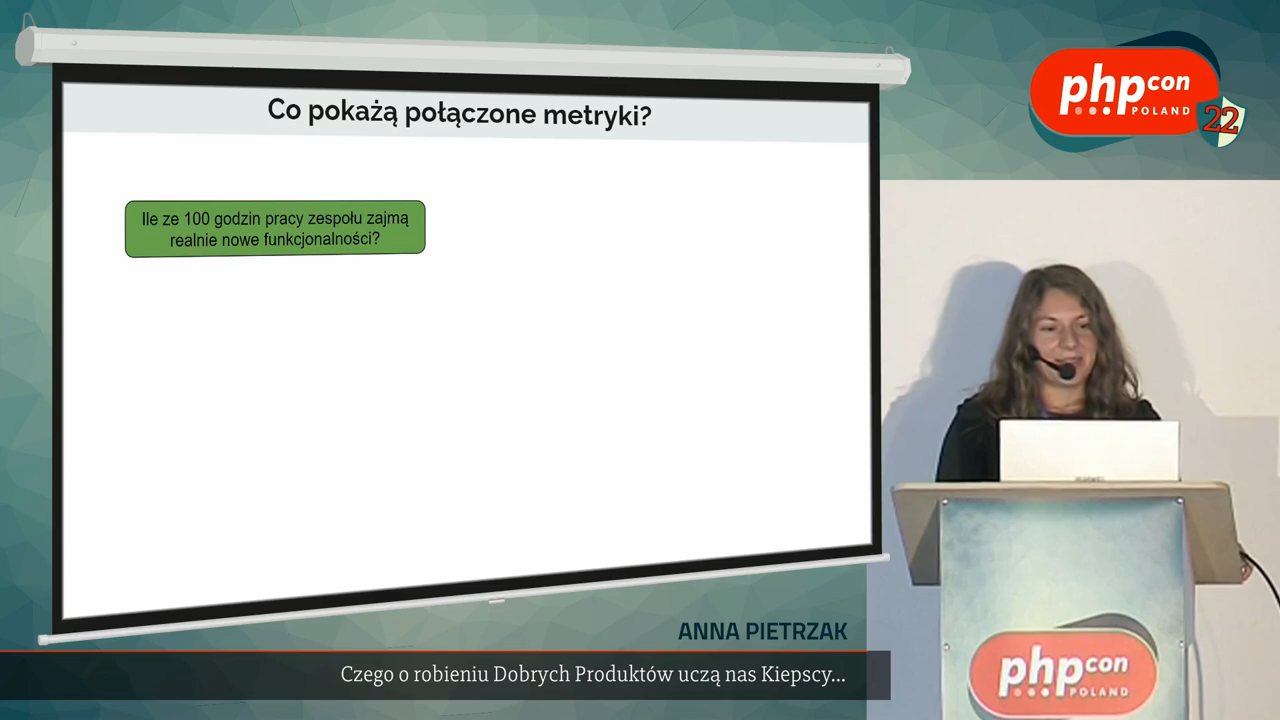 Co pokażą połączone metryki?
Ile ze 100 godzin pracy zespołu zajmą
realnie nowe funkcjonalności?
php con
POLAND
22
ANNA PIETRZAK
Czego o robieniu Dobrych Produktów uczą nas Kiepscy...
php con
POLAND